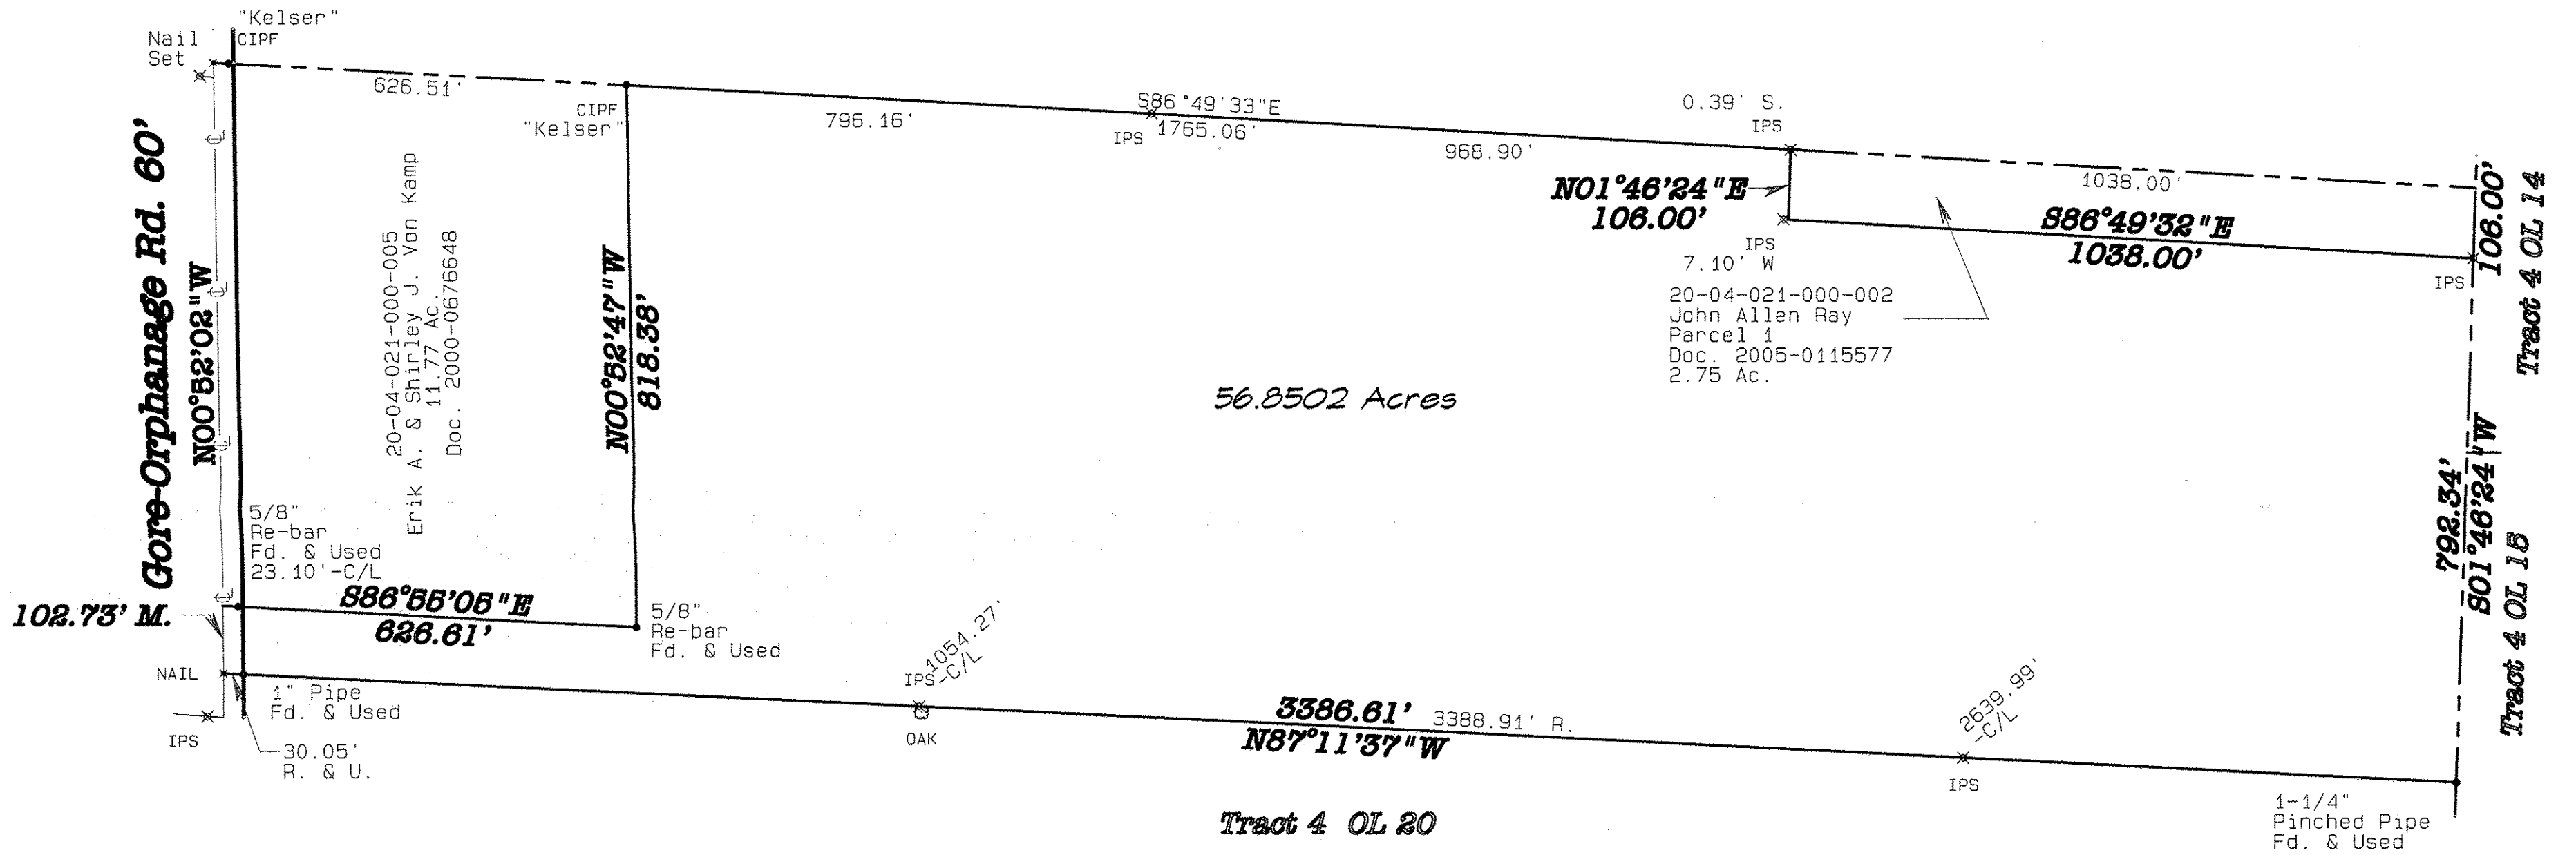 "Kelser"
CIPF
Nail
Set
626.51'
CIPF
"Kelser"
796.16'
S86°49'33"E
1765.06'
IPS
968.90'
0.39' S.
IPS
N01°46'24"E
106.00'
1038.00'
S86°49'32"E
1038.00'
IPS
106.00'
Tract 4 OL 14
IPS
7.10' W
20-04-021-000-002
John Allen Ray
Parcel 1
Doc. 2005-0115577
2.75 Ac.
Gore-Orphanage Rd. 60'
N00°52'02"W
20-04-021-000-005
Erik A. & Shirley J. Van Kamp
11.77 Ac.
Doc. 2000-0676648
N00°52'47"W
818.38'
56.8502 Acres
792.34'
S01°46'24"W
Tract 4 OL 15
5/8"
Re-bar
Fd. & Used
23.10'-C/L
102.73' M.
S86°55'05"E
626.61'
5/8"
Re-bar
Fd. & Used
NAIL
1" Pipe
Fd. & Used
IPS
30.05'
R. & U.
IPS
1054.27'
-C/L
OAK
3386.61'
3388.91' R.
N87°11'37"W
2639.99'
-C/L
IPS
Tract 4 OL 20
1-1/4"
Pinched Pipe
Fd. & Used